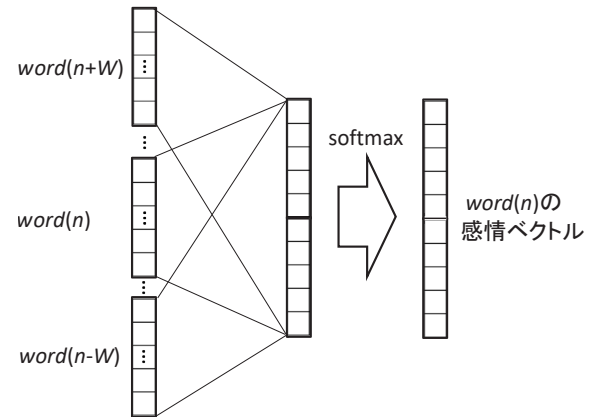 word(n+W)
⋮
⋮
word(n)
⋮
⋮
word(n-W)
⋮
softmax
word(n)の
感情ベクトル